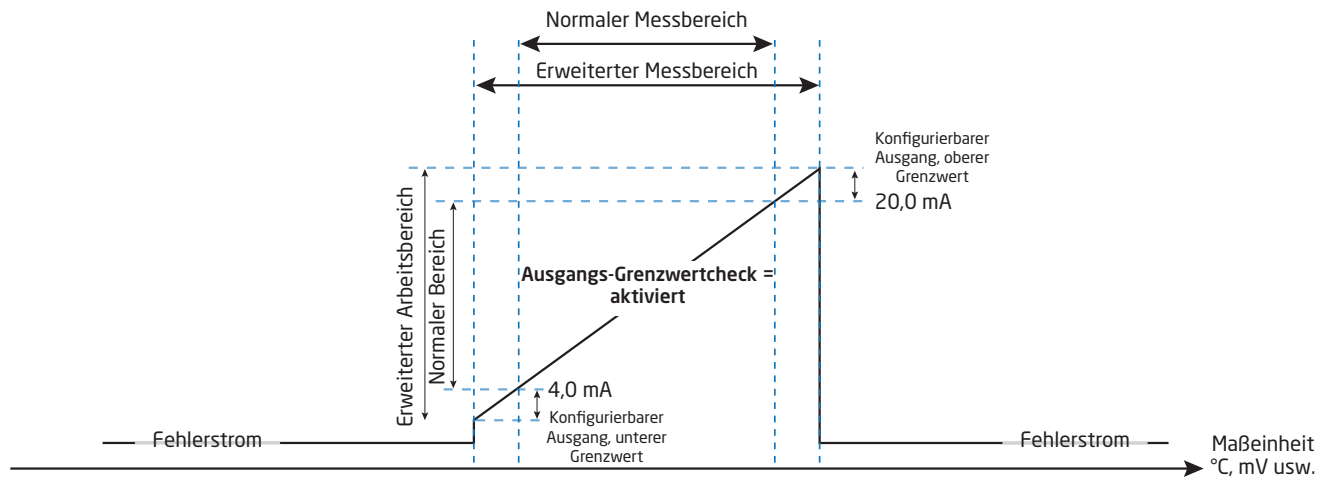 Normaler Messbereich
Erweiterter Messbereich
Konfigurierbarer
Ausgang, oberer
Grenzwert
20,0 mA
Erweiterter Arbeitsbereich
Normaler Bereich
Ausgangs-Grenzwertcheck =
aktiviert
4,0 mA
Konfigurierbarer
Ausgang, unterer
Grenzwert
Fehlerstrom
Fehlerstrom
Maßeinheit
°C, mV usw.